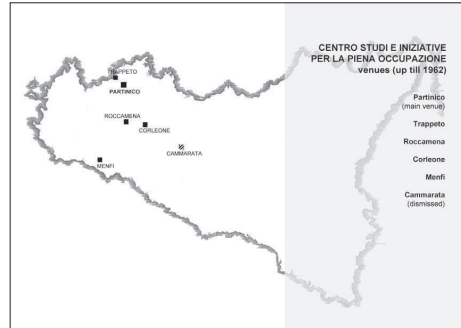 CENTRO STUDI E INIZIATIVE
PER LA PIENA OCCUPAZIONE
venues (up till 1962)
Partinico
(main venue)
Trappeto
Roccamena
Corleone
Menfi
Cammarata
(dismissed)
TRAPPETO
PARTINICO
ROCCAMENA
CORLEONE
CAMMARATA
MENFI